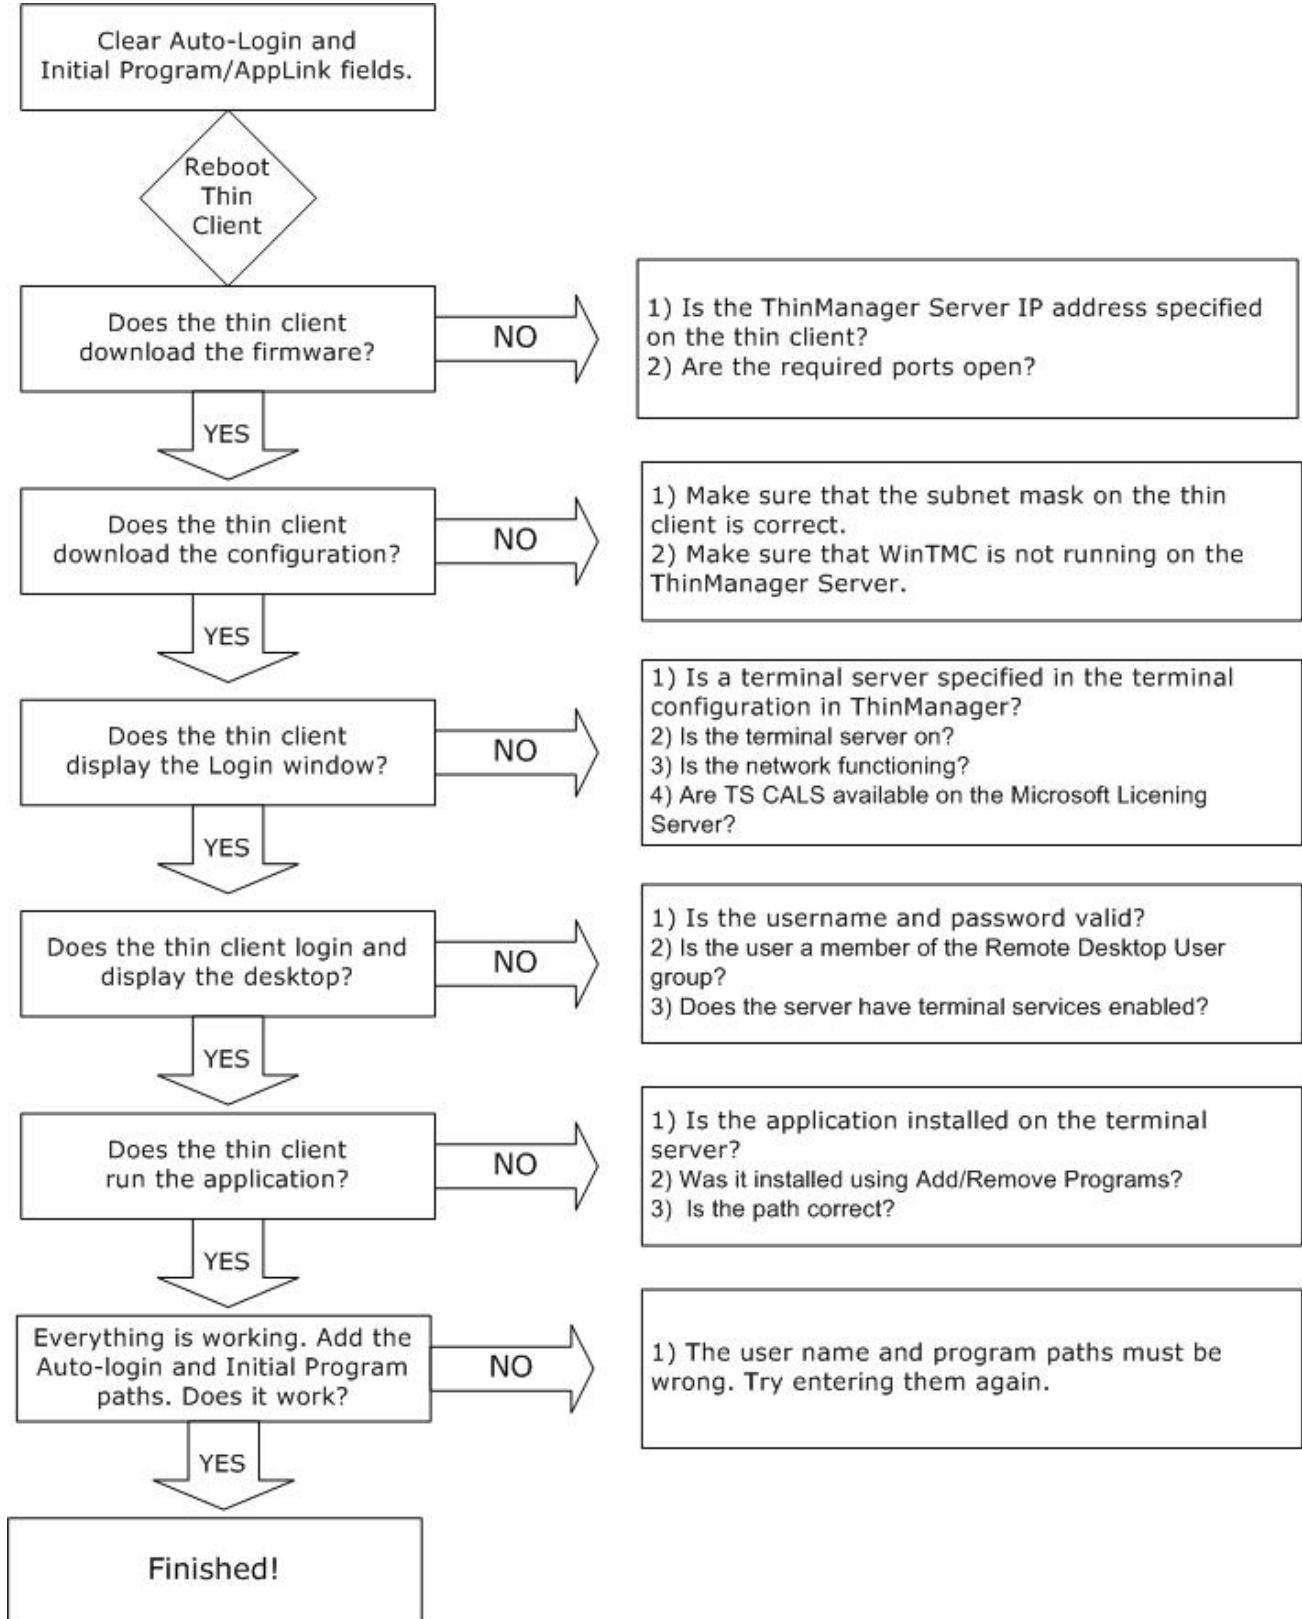 Clear Auto-Login and
Initial Program/AppLink fields.
Reboot
Thin
Client
Does the thin client
download the firmware?
NO
1) Is the ThinManager Server IP address specified
on the thin client?
2) Are the required ports open?
YES
Does the thin client
download the configuration?
NO
1) Make sure that the subnet mask on the thin
client is correct.
2) Make sure that WinTMC is not running on the
ThinManager Server.
YES
Does the thin client
display the Login window?
NO
1) Is a terminal server specified in the terminal
configuration in ThinManager?
2) Is the terminal server on?
3) Is the network functioning?
4) Are TS CALS available on the Microsoft Licening
Server?
YES
Does the thin client login and
display the desktop?
NO
1) Is the username and password valid?
2) Is the user a member of the Remote Desktop User
group?
3) Does the server have terminal services enabled?
YES
Does the thin client
run the application?
NO
1) Is the application installed on the terminal
server?
2) Was it installed using Add/Remove Programs?
3) Is the path correct?
YES
Everything is working. Add the
Auto-login and Initial Program
paths. Does it work?
NO
1) The user name and program paths must be
wrong. Try entering them again.
YES
Finished!